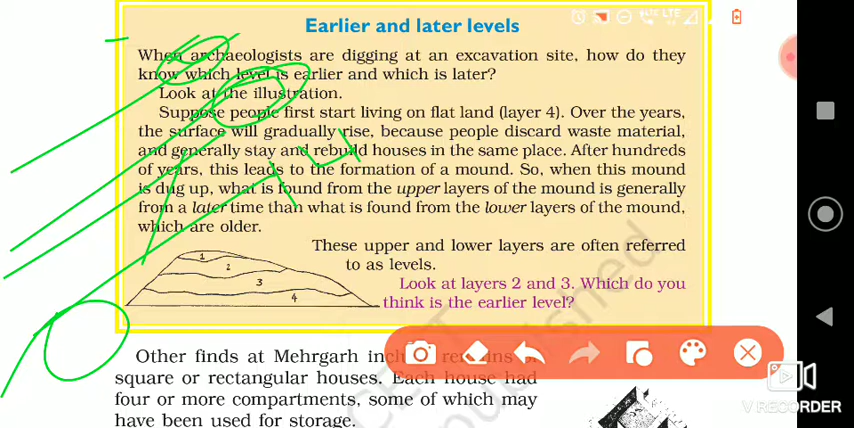 Earlier and later levels
LTE LTE
When archaeologists are digging at an excavation site, how do they
know which level is earlier and which is later?
Look at the illustration.
Suppose people first start living on flat land (layer 4). Over the years,
the surface will gradually rise, because people discard waste material,
and generally stay and rebuild houses in the same place. After hundreds
of years, this leads to the formation of a mound. So, when this mound
is dug up, what is found from the upper layers of the mound is generally
from a later time than what is found from the lower layers of the mound,
which are older.
These upper and lower layers are often referred
to as levels.
1
2
3
4
Look at layers 2 and 3. Which do you
think is the earlier level?
Other finds at Mehrgarh
square or rectangular houses. Each house had
four or more compartments, some of which may
have been used for storage.
V RECORDER